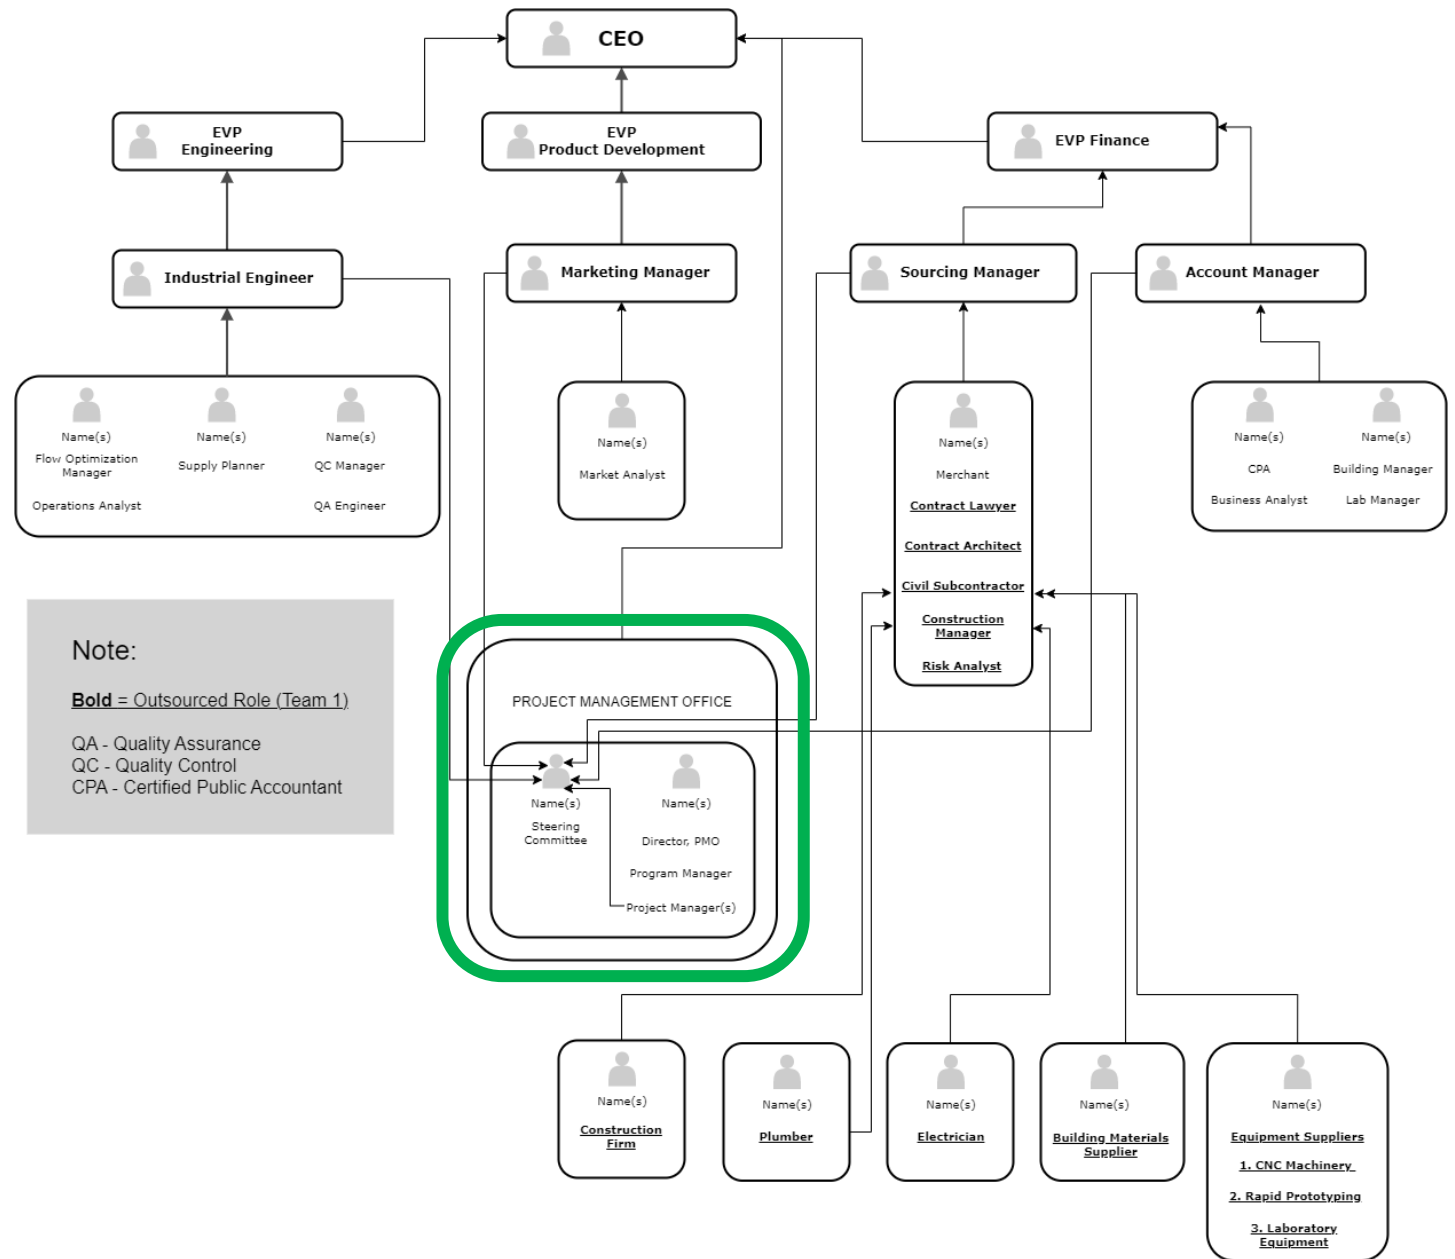 CEO
EVP
Engineering
EVP
Product Development
EVP Finance
Industrial Engineer
Marketing Manager
Sourcing Manager
Account Manager
Name(s)
Flow Optimization
Manager
Operations Analyst
Name(s)
Supply Planner
Name(s)
QC Manager
QA Engineer
Name(s)
Market Analyst
Name(s)
Merchant
Contract Lawyer
Contract Architect
Civil Subcontractor
Construction
Manager
Risk Analyst
Name(s)
CPA
Business Analyst
Name(s)
Building Manager
Lab Manager
Note:
Bold = Outsourced Role (Team 1)
QA - Quality Assurance
QC - Quality Control
CPA - Certified Public Accountant
PROJECT MANAGEMENT OFFICE
Name(s)
Steering
Committee
Name(s)
Director, PMO
Program Manager
Project Manager(s)
Name(s)
Construction
Firm
Name(s)
Plumber
Name(s)
Electrician
Name(s)
Building Materials
Supplier
Name(s)
Equipment Suppliers
1. CNC Machinery
2. Rapid Prototyping
3. Laboratory
Equipment